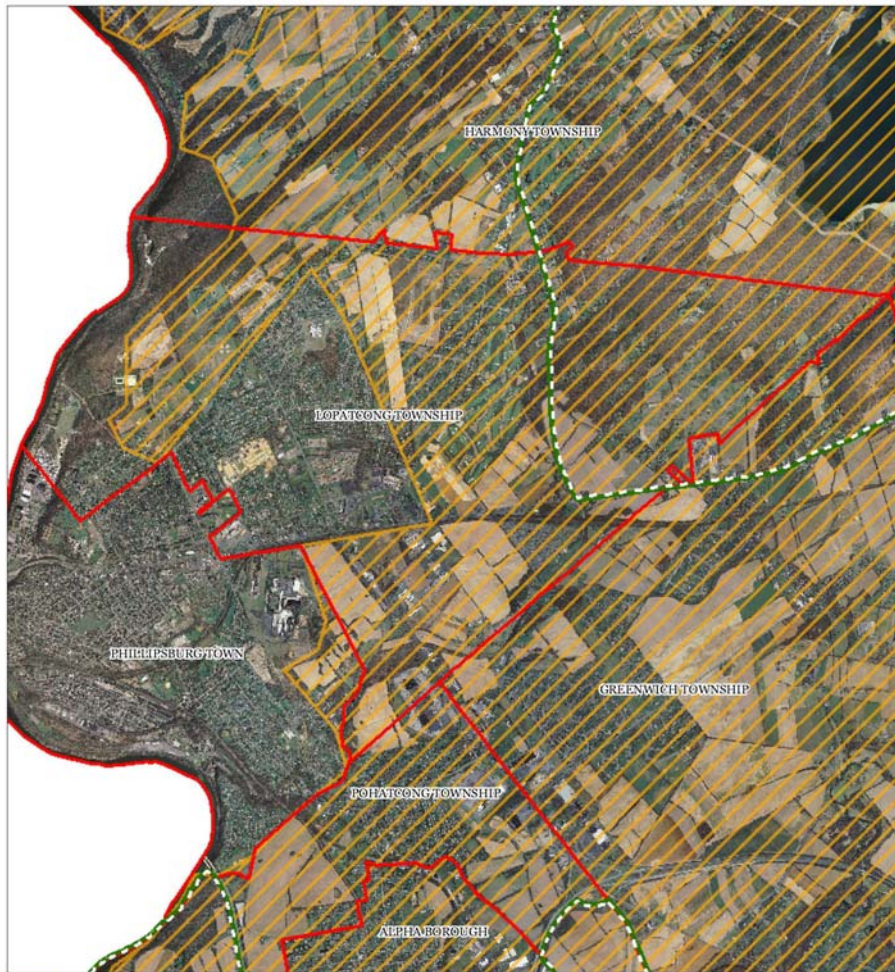 HARMONY TOWNSHIP
LOPATCONG TOWNSHIP
PHILLIPSBURG TOWN
GREENWICH TOWNSHIP
POHATCONG TOWNSHIP
ALPHA BOROUGH